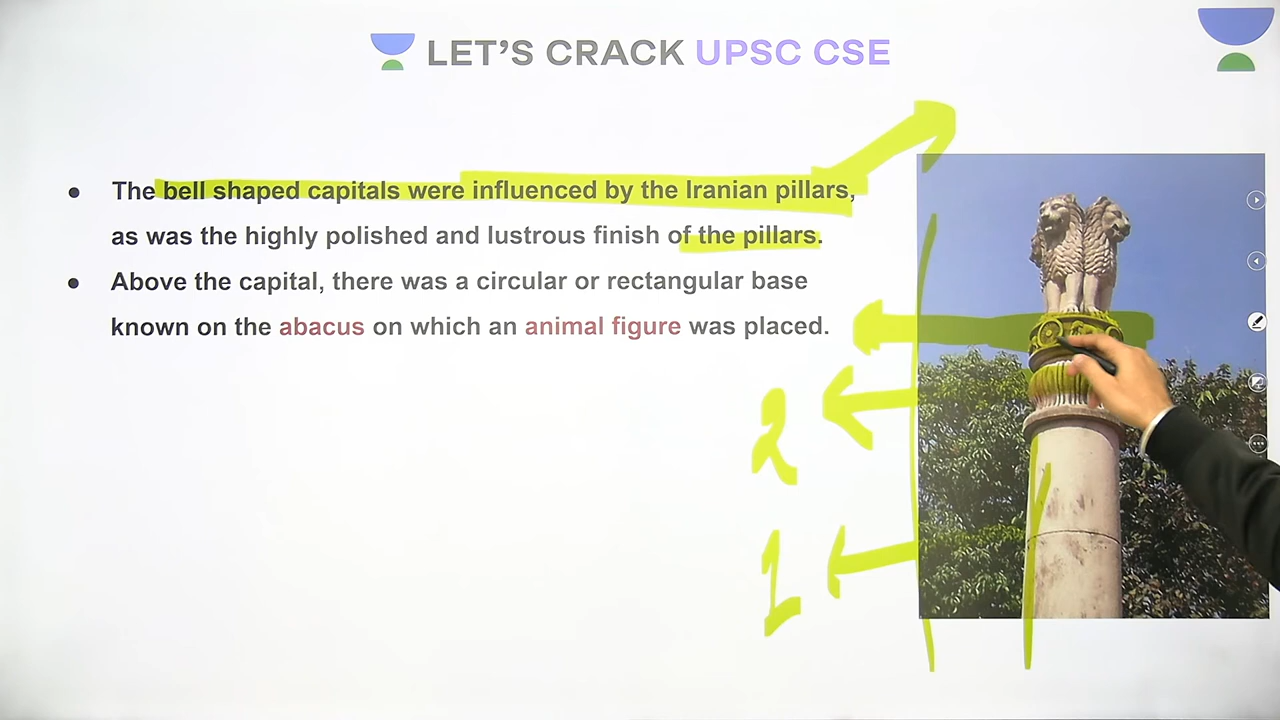 LET'S CRACK UPSC CSE
The bell shaped capitals were influenced by the Iranian pillars,
as was the highly polished and lustrous finish of the pillars.
Above the capital, there was a circular or rectangular base
known on the abacus on which an animal figure was placed.
2
1